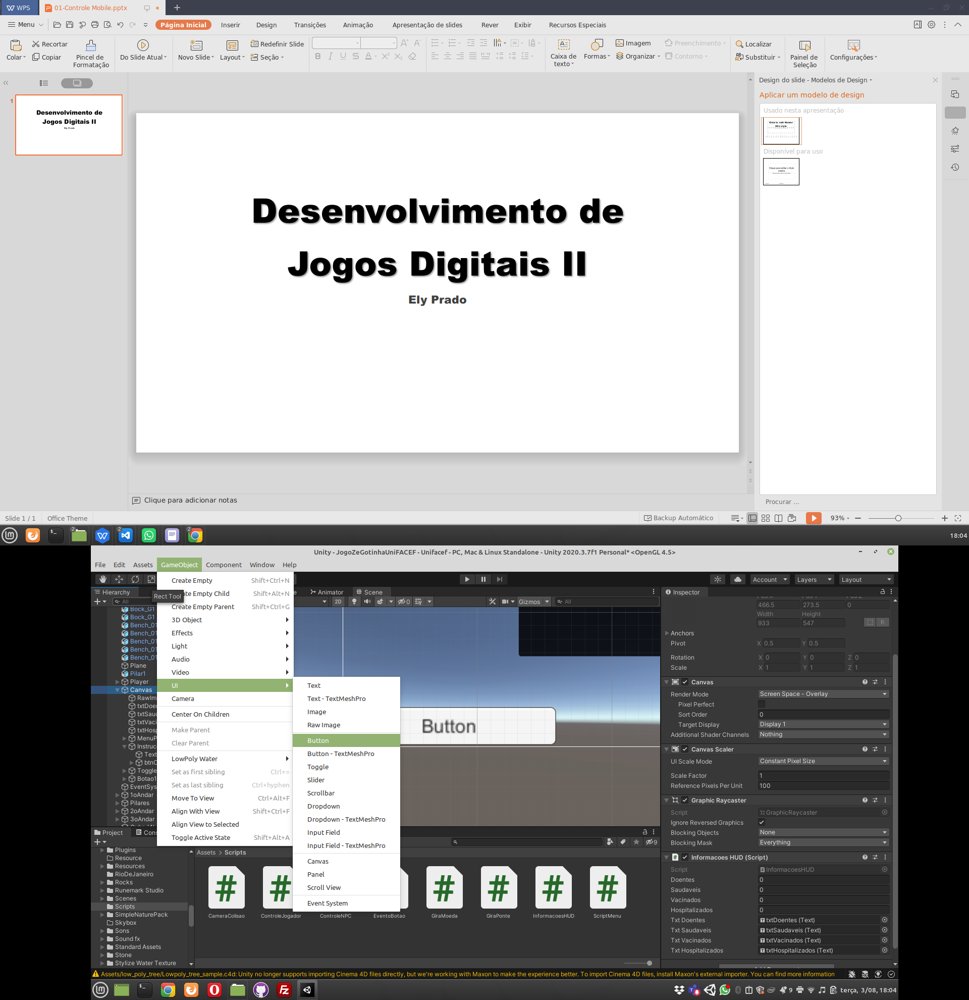 WPS
01-Controle Mobile.pptx
Menu
Página Inicial
Inserir
Design
Transições
Animação
Apresentação de slides
Rever
Exibir
Recursos Especiais
Colar
Recortar
Copiar
Pincel de Formatação
Do Slide Atual
Novo Slide
Layout
Redefinir Slide
Seção
Caixa de texto
Formas
Imagem
Organizar
Preenchimento
Contorno
Localizar
Substituir
Painel de Seleção
Configurações
1
Desenvolvimento de
Jogos Digitais II
Ely Prado
Desenvolvimento de
Jogos Digitais II
Ely Prado
Design do slide - Modelos de Design
Aplicar um modelo de design
Usado nesta apresentação
Click to edit Master title style
Disponível para uso
Clique para editar o título mestre
Procurar ...
Clique para adicionar notas
Slide 1 / 1
Office Theme
Backup Automático
93%
18:04
Unity - JogoZeGotinhaUniFACEF - Unifacef - PC, Mac & Linux Standalone - Unity 2020.3.7f1 Personal* <OpenGL 4.5>
File Edit Assets GameObject Component Window Help
Account
Layers
Layout
Hierarchy
Rect Tool
All
Bock_G1
Bock_G1
Bench_01
Bench_01
Bench_01
Bench_01
Bench_01
Plane
Pilar1
Player
Canvas
RawIm
txtDoer
txtSaud
txtVaci
txtHosp
MenuP
Instruc
Text
btnC
Toggle
Botao1
EventSys
1oAndar
Pilares
2oAndar
3oAndar
Create Empty Shift+Ctrl+N
ate Empty Child Shift+Alt+N
Create Empty Parent Shift+Ctrl+G
3D Object
Effects
Light
Audio
Video
UI
Camera
Center On Children
Make Parent
Clear Parent
LowPoly Water
Set as first sibling Ctrl+=
Set as last sibling Ctrl+hyphen
Move To View Ctrl+Alt+F
Align With View Shift+Ctrl+F
Align View to Selected
Toggle Active State Shift+Alt+A
Text
Text - TextMeshPro
Image
Raw Image
Button
Button - TextMeshPro
Toggle
Slider
Scrollbar
Dropdown
Dropdown - TextMeshPro
Input Field
Input Field - TextMeshPro
Canvas
Panel
Scroll View
Event System
Animator
Scene
2D
0
Gizmos
All
Button
Inspector
466.5 273.5 0
Width Height
933 547
R
Anchors
Pivot X 0.5 Y 0.5
Rotation X 0 Y 0 Z 0
Scale X 1 Y 1 Z 1
Canvas
Render Mode Screen Space - Overlay
Pixel Perfect
Sort Order 0
Target Display Display 1
Additional Shader Channels Nothing
Canvas Scaler
UI Scale Mode Constant Pixel Size
Scale Factor 1
Reference Pixels Per Unit 100
Graphic Raycaster
Script GraphicRaycaster
Ignore Reversed Graphics
Blocking Objects None
Blocking Mask Everything
Informacoes HUD (Script)
Script InformacoesHUD
Doentes 0
Saudaveis 0
Vacinados 0
Hospitalizados 0
Txt Doentes txtDoentes (Text)
Txt Saudaveis txtSaudaveis (Text)
Txt Vacinados txtVacinados (Text)
Txt Hospitalizados txtHospitalizados (Text)
Project
Cons
9
Plugins
Resource
Resources
RioDeJaneiro
Rocks
Runemark Studio
Scenes
Scripts
SimpleNaturePack
Skybox
Sons
Sound fx
Standard Assets
Stone
Stylize Water Texture
Assets > Scripts
CameraColisao
ControleJogador
ControleNPC
EventoBotao
GiraMoeda
GiraPonte
InformacoesHUD
ScriptMenu
Assets/low_poly_tree/Lowpoly_tree_sample.c4d: Unity no longer supports importing Cinema 4D files directly, but we're working with Maxon to make the experience better. To import Cinema 4D files, install Maxon's external importer. You can find more information
9
terça, 3/08, 18:04